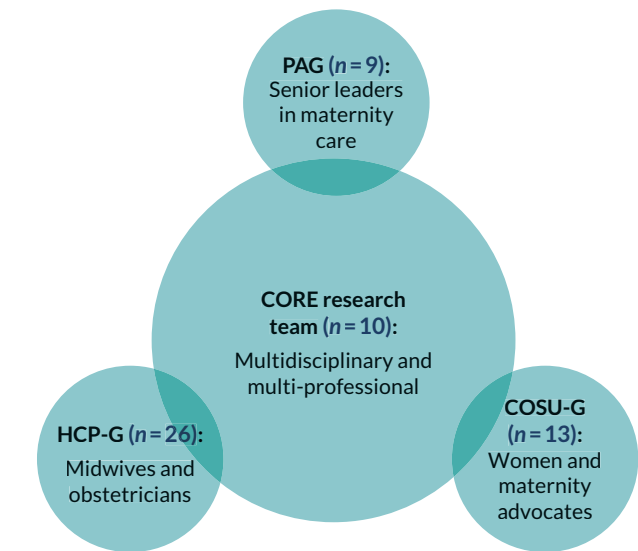 PAG (n = 9):
Senior leaders
in maternity
care
CORE research
team (n = 10):
Multidisciplinary and
multi-professional
HCP-G (n = 26):
Midwives and
obstetricians
COSU-G
(n = 13):
Women and
maternity
advocates